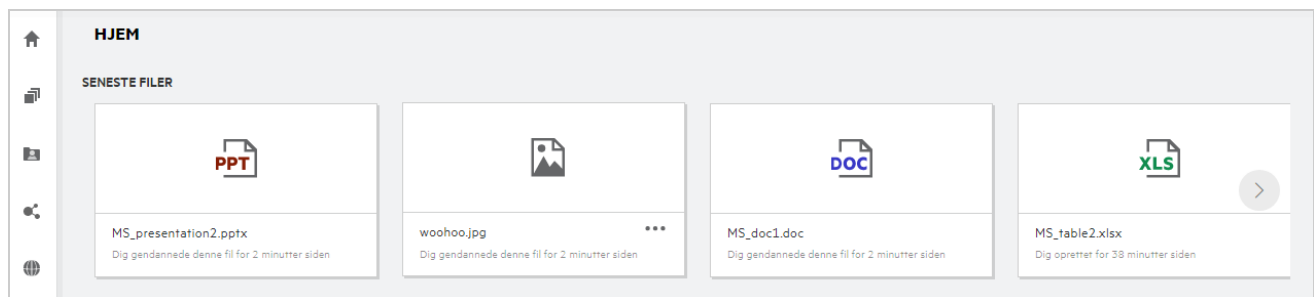 HJEM
SENESTE FILER
PPT
DOC
XLS
MS_presentation2.pptx
Dig gendannede denne fil for 2 minutter siden
woohoo.jpg
Dig gendannede denne fil for 2 minutter siden
MS_doc1.doc
Dig gendannede denne fil for 2 minutter siden
MS_table2.xlsx
Dig oprettet for 38 minutter siden